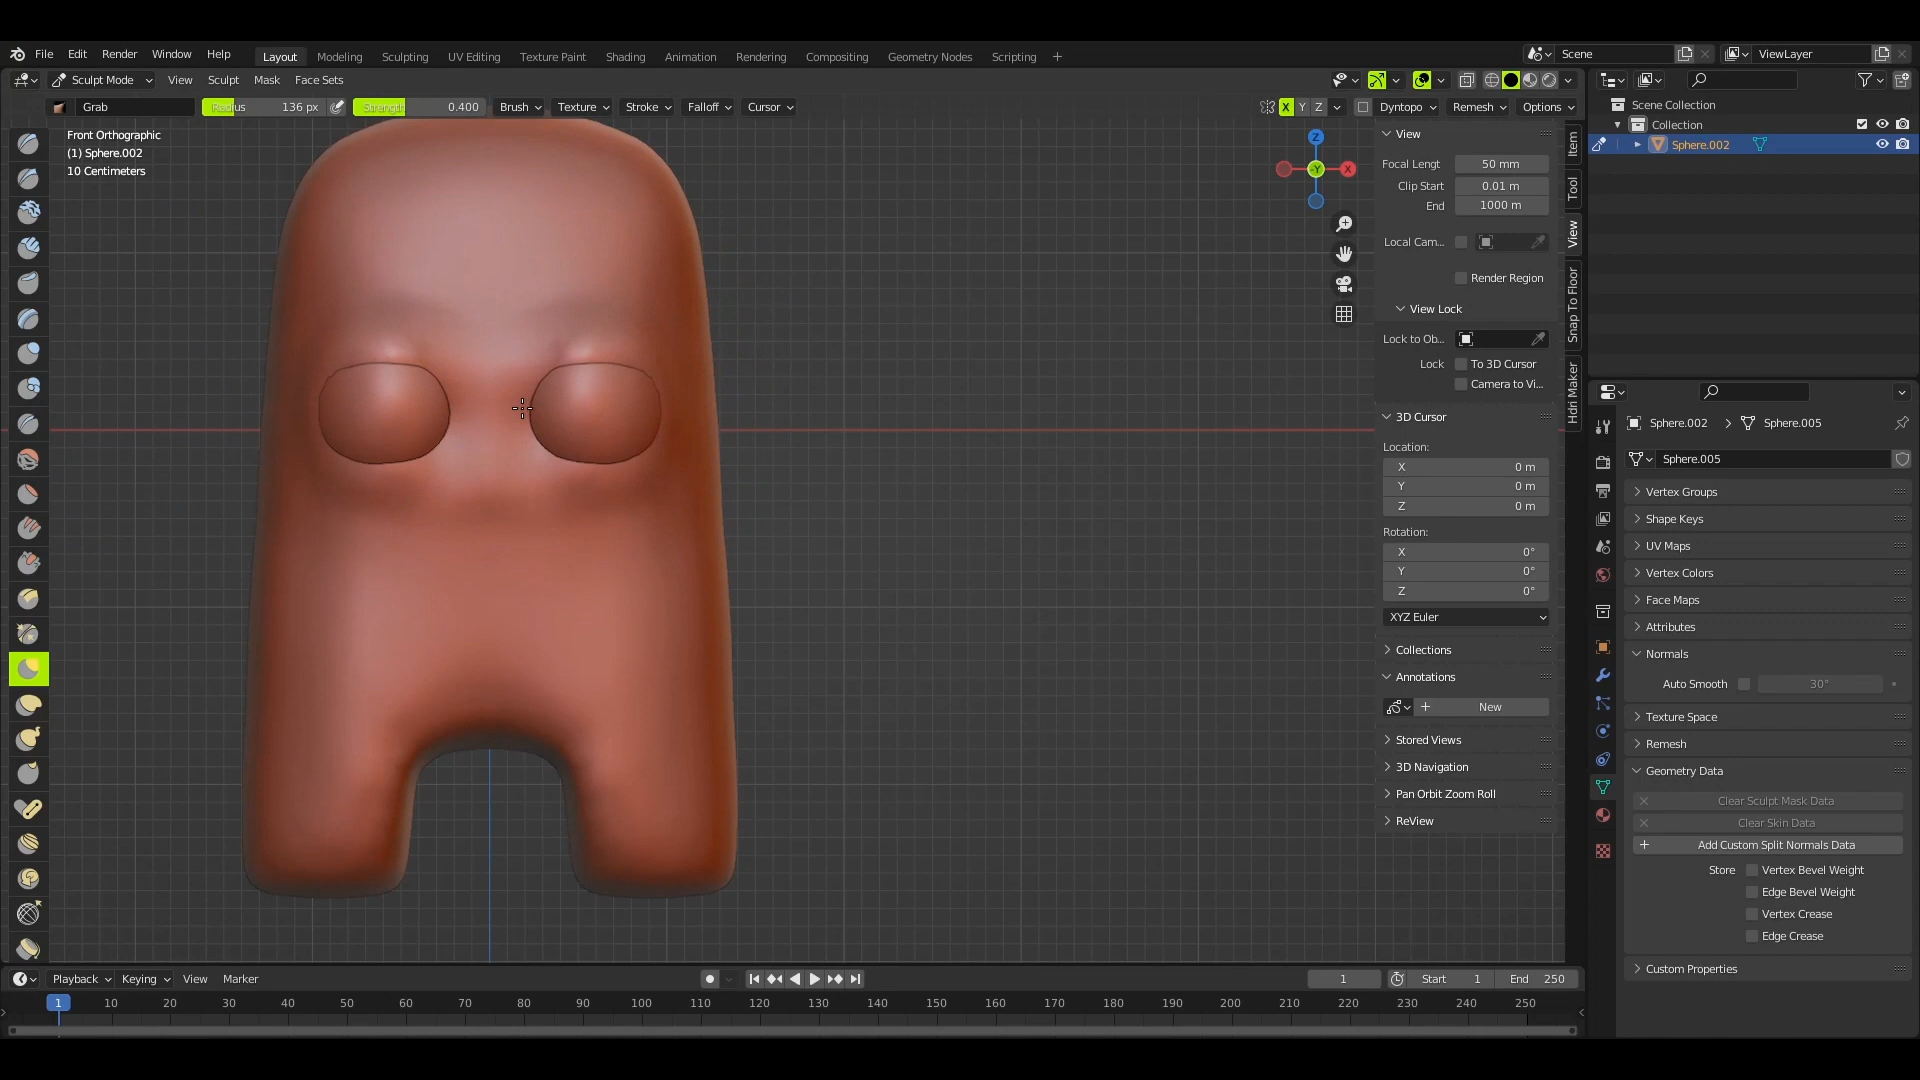 File Edit Render Window Help Layout Modeling Sculpting UV Editing Texture Paint Shading Animation Rendering Compositing Geometry Nodes Scripting + Scene ViewLayer
Sculpt Mode View Sculpt Mask Face Sets
Grab Radius 136 px Strength 0.400 Brush Texture Stroke Falloff Cursor X Y Z Dyntopo Remesh Options
Front Orthographic
(1) Sphere.002
10 Centimeters
Z
Y
X
View
Focal Lengt 50 mm
Clip Start 0.01 m
End 1000 m
Local Cam...
Render Region
View Lock
Lock to Ob...
Lock To 3D Cursor
Camera to Vi...
3D Cursor
Location:
X 0 m
Y 0 m
Z 0 m
Rotation:
X 0°
Y 0°
Z 0°
XYZ Euler
Collections
Annotations
+ New
Stored Views
3D Navigation
Pan Orbit Zoom Roll
ReView
Item
Tool
View
Snap To Floor
Hdri Maker
Scene Collection
Collection
Sphere.002
Sphere.002 Sphere.005
Sphere.005
Vertex Groups
Shape Keys
UV Maps
Vertex Colors
Face Maps
Attributes
Normals
Auto Smooth 30°
Texture Space
Remesh
Geometry Data
Clear Sculpt Mask Data
Clear Skin Data
Add Custom Split Normals Data
Store Vertex Bevel Weight
Edge Bevel Weight
Vertex Crease
Edge Crease
Custom Properties
Playback Keying View Marker 1 Start 1 End 250
1 10 20 30 40 50 60 70 80 90 100 110 120 130 140 150 160 170 180 190 200 210 220 230 240 250